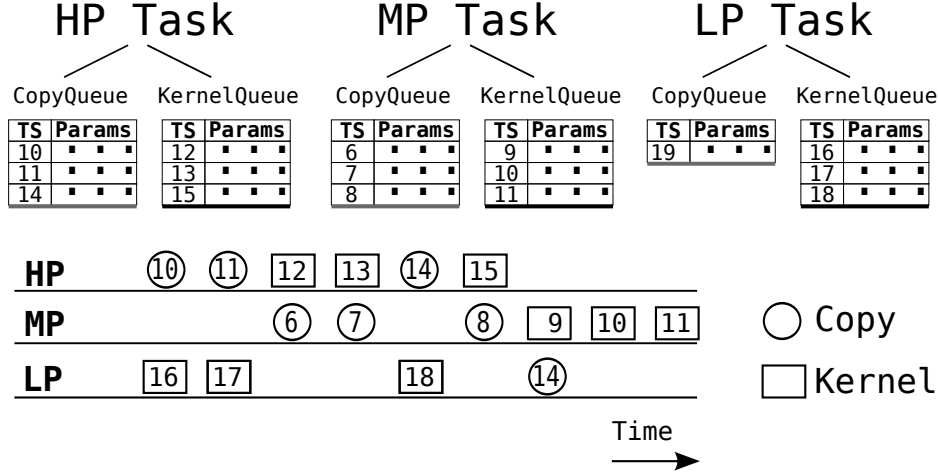 HP Task MP Task LP Task
CopyQueue KernelQueue CopyQueue KernelQueue CopyQueue KernelQueue
TS Params TS Params TS Params TS Params TS Params TS Params
10 . . . 12 . . . 6 . . . 9 . . . 19 . . . 16 . . .
11 . . . 13 . . . 7 . . . 10 . . . 17 . . .
14 . . . 15 . . . 8 . . . 11 . . . 18 . . .
HP 10 11 12 13 14 15
MP 6 7 8 9 10 11 Copy
LP 16 17 18 14 Kernel
Time